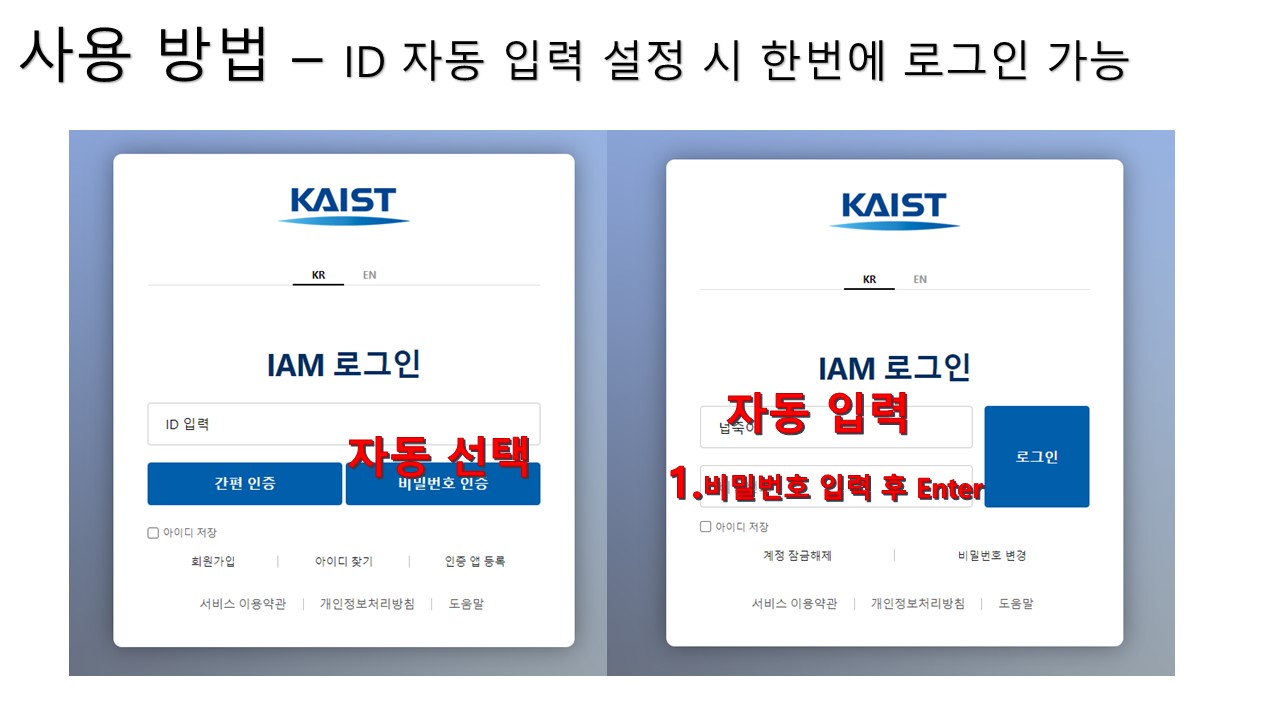 사용 방법 – ID 자동 입력 설정 시 한번에 로그인 가능
KAIST
KR EN
IAM 로그인
ID 입력
자동 선택
간편 인증 비밀번호 인증
아이디 저장
회원가입 아이디 찾기 인증 앱 등록
서비스 이용약관 개인정보처리방침 도움말
KAIST
KR EN
IAM 로그인
자동 입력
로그인
1.비밀번호 입력 후 Enter
아이디 저장
계정 잠금해제 비밀번호 변경
서비스 이용약관 개인정보처리방침 도움말